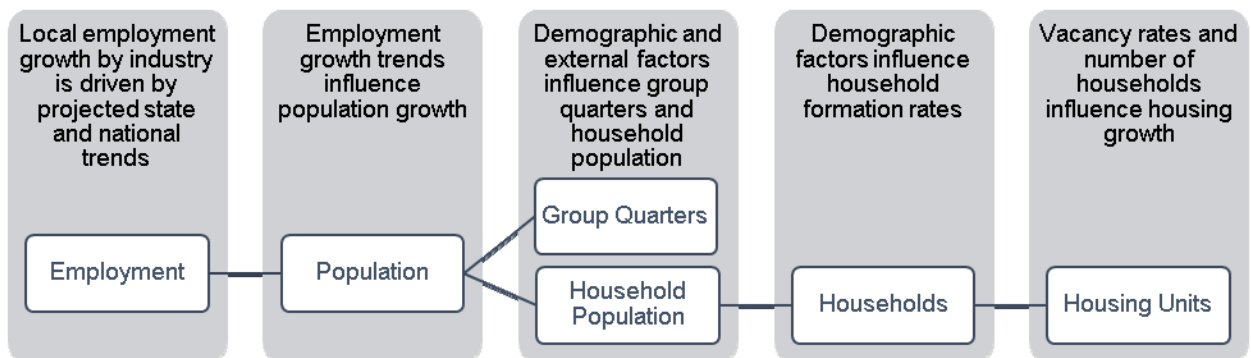 Local employment
growth by industry
is driven by
projected state
and national
trends
Employment
Employment
growth trends
influence
population growth
Population
Demographic and
external factors
influence group
quarters and
household
population
Group Quarters
Household
Population
Demographic
factors influence
household
formation rates
Households
Vacancy rates and
number of
households
influence housing
growth
Housing Units